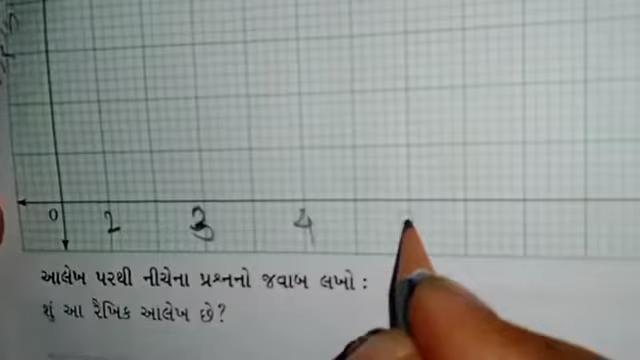 0 2 3 4
આલેખ પરથી નીચેના પ્રશ્નનો જવાબ લખો :
શું આ રૈખિક આલેખ છે?